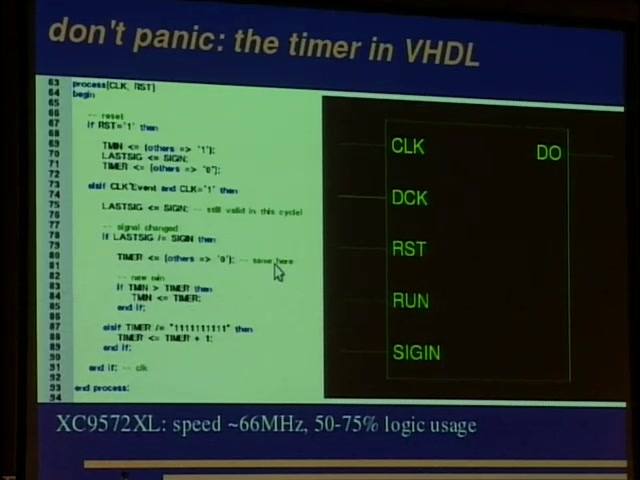 don't panic: the timer in VHDL
63 process(CLK, RST)
64 begin
65
66 -- reset
67 if RST='1' then
68
69 TMIN <= (others => '1');
70 LASTSIG <= SIGIN;
71 TIMER <= (others => '0');
72
73 elsif CLK'Event and CLK='1' then
74
75 LASTSIG <= SIGIN; -- still valid in this cycle!
76
77 -- signal changed
78 if LASTSIG /= SIGIN then
79
80 TIMER <= (others => '0'); -- same here
81
82 -- new min
83 if TMIN > TIMER then
84 TMIN <= TIMER;
85 end if;
86
87 elsif TIMER /= "1111111111" then
88 TIMER <= TIMER + 1;
89 end if;
90
91 end if; -- clk
92
93 end process;
94
CLK
DO
DCK
RST
RUN
SIGIN
XC9572XL: speed ~66MHz, 50-75% logic usage